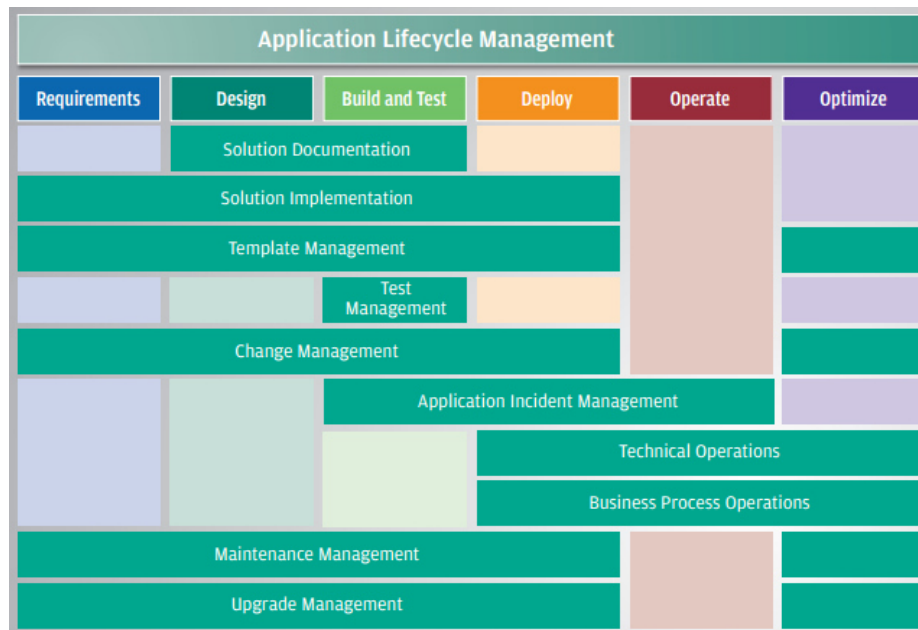 Application Lifecycle Management
Requirements
Design
Build and Test
Deploy
Operate
Optimize
Solution Documentation
Solution Implementation
Template Management
Test
Management
Change Management
Application Incident Management
Technical Operations
Business Process Operations
Maintenance Management
Upgrade Management